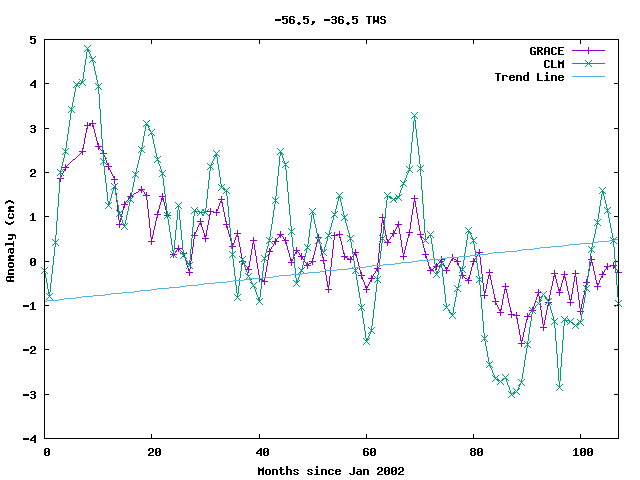 -56.5, -36.5 TWS
GRACE
CLM
Trend Line
5
4
3
2
1
0
-1
-2
-3
-4
Anomaly (cm)
0 20 40 60 80 100
Months since Jan 2002